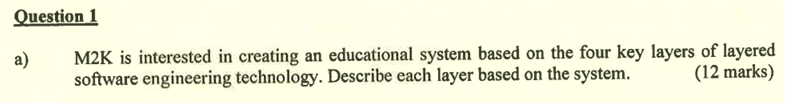 Question 1
a) M2K is interested in creating an educational system based on the four key layers of layered
software engineering technology. Describe each layer based on the system. (12 marks)